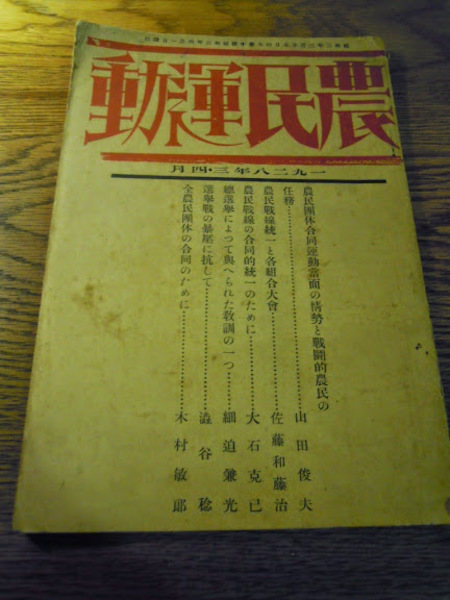 農民運動
一九二八年三・四月
農民團体合同運動當面の情勢と戰鬪的農民の
任務……………………山田俊夫
農民戰線統一と各組合大會……………佐藤和藤治
農民戰線の合同的統一のために……………大石克己
總選擧によつて與へられた敎訓の一つ……細迫兼光
選擧戰の暴壓に抗して……………澁谷稔
全農民團体の合同のために……………木村敏郎